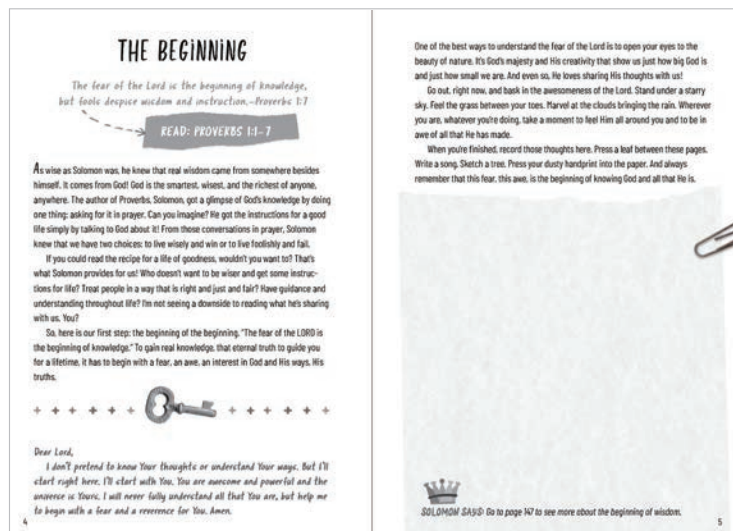 THE BEGINNING
The fear of the Lord is the beginning of knowledge,
but fools despise wisdom and instruction.—Proverbs 1:7
READ: PROVERBS 1:1–7
As wise as Solomon was, he knew that real wisdom came from somewhere besides
himself. It comes from God! God is the smartest, wisest, and the richest of anyone,
anywhere. The author of Proverbs, Solomon, got a glimpse of God's knowledge by doing
one thing: asking for it in prayer. Can you imagine? He got the instructions for a good
life simply by talking to God about it! From those conversations in prayer, Solomon
knew that we have two choices: to live wisely and win or to live foolishly and fail.
If you could read the recipe for a life of goodness, wouldn't you want to? That's
what Solomon provides for us! Who doesn't want to be wiser and get some instruc-
tions for life? Treat people in a way that is right and just and fair? Have guidance and
understanding throughout life? I'm not seeing a downside to reading what he's sharing
with us. You?
So, here is our first step: the beginning of the beginning. "The fear of the LORD is
the beginning of knowledge." To gain real knowledge, that eternal truth to guide you
for a lifetime, it has to begin with a fear, an awe, an interest in God and His ways, His
truths.
Dear Lord,
I don't pretend to know Your thoughts or understand Your ways. But I'll
start right here. I'll start with You. You are awesome and powerful and the
universe is Yours. I will never fully understand all that You are, but help me
to begin with a fear and a reverence for You. Amen.
4
One of the best ways to understand the fear of the Lord is to open your eyes to the
beauty of nature. It's God's majesty and His creativity that show us just how big God is
and just how small we are. And even so, He loves sharing His thoughts with us!
Go out, right now, and bask in the awesomeness of the Lord. Stand under a starry
sky. Feel the grass between your toes. Marvel at the clouds bringing the rain. Wherever
you are, whatever you're doing, take a moment to feel Him all around you and to be in
awe of all that He has made.
When you're finished, record those thoughts here. Press a leaf between these pages.
Write a song. Sketch a tree. Press your dusty handprint into the paper. And always
remember that this fear, this awe, is the beginning of knowing God and all that He is.
SOLOMON SAYS: Go to page 147 to see more about the beginning of wisdom.
5